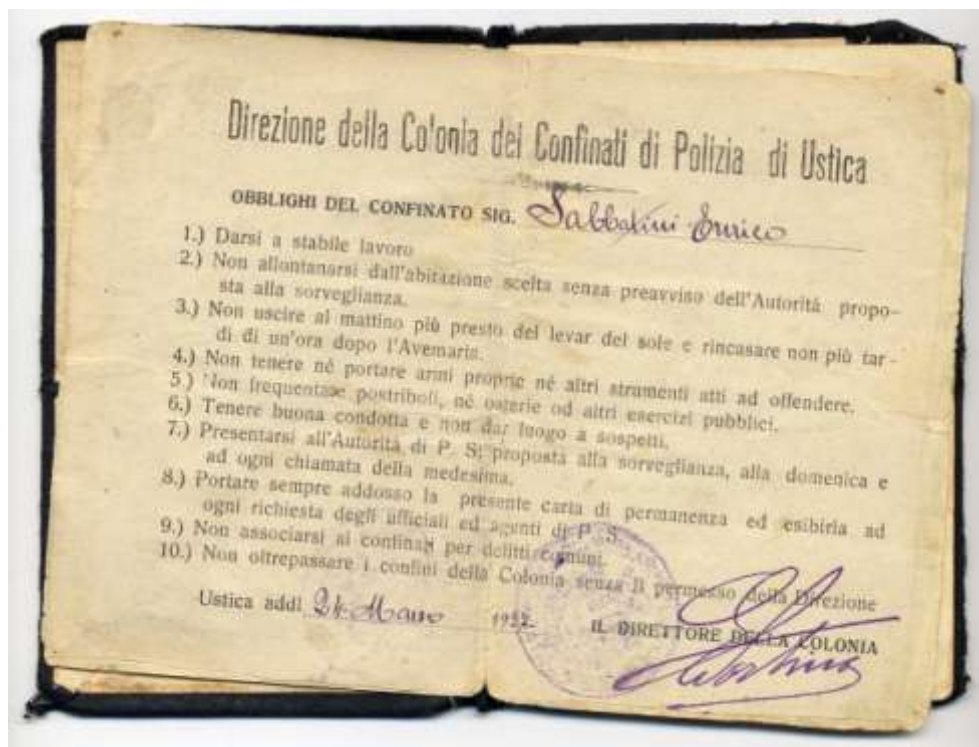 Direzione della Colonia dei Confinati di Polizia di Ustica
OBBLIGHI DEL CONFINATO SIG. Sabbatini Enrico
1.) Darsi a stabile lavoro
2.) Non allontanarsi dall'abitazione scelta senza preavviso dell'Autorità propo-
sta alla sorveglianza.
3.) Non uscire al mattino più presto del levar del sole e rincasare non più tar-
di di un'ora dopo l'Avemaria.
4.) Non tenere né portare armi proprie né altri strumenti atti ad offendere.
5) Non frequentare postriboli, né osterie od altri esercizi pubblici.
6.) Tenere buona condotta e non dar luogo a sospetti.
7.) Presentarsi all'Autorità di P. S. proposta alla sorveglianza, alla domenica e
ad ogni chiamata della medesima.
8.) Portare sempre addosso la presente carta di permanenza ed esibirla ad
ogni richiesta degli ufficiali ed agenti di P. S.
9.) Non associarsi ai confinati per delitti comuni.
10.) Non oltrepassare i confini della Colonia senza il permesso della Direzione
Ustica addì 24 Marzo 1927.
IL DIRETTORE DELLA COLONIA